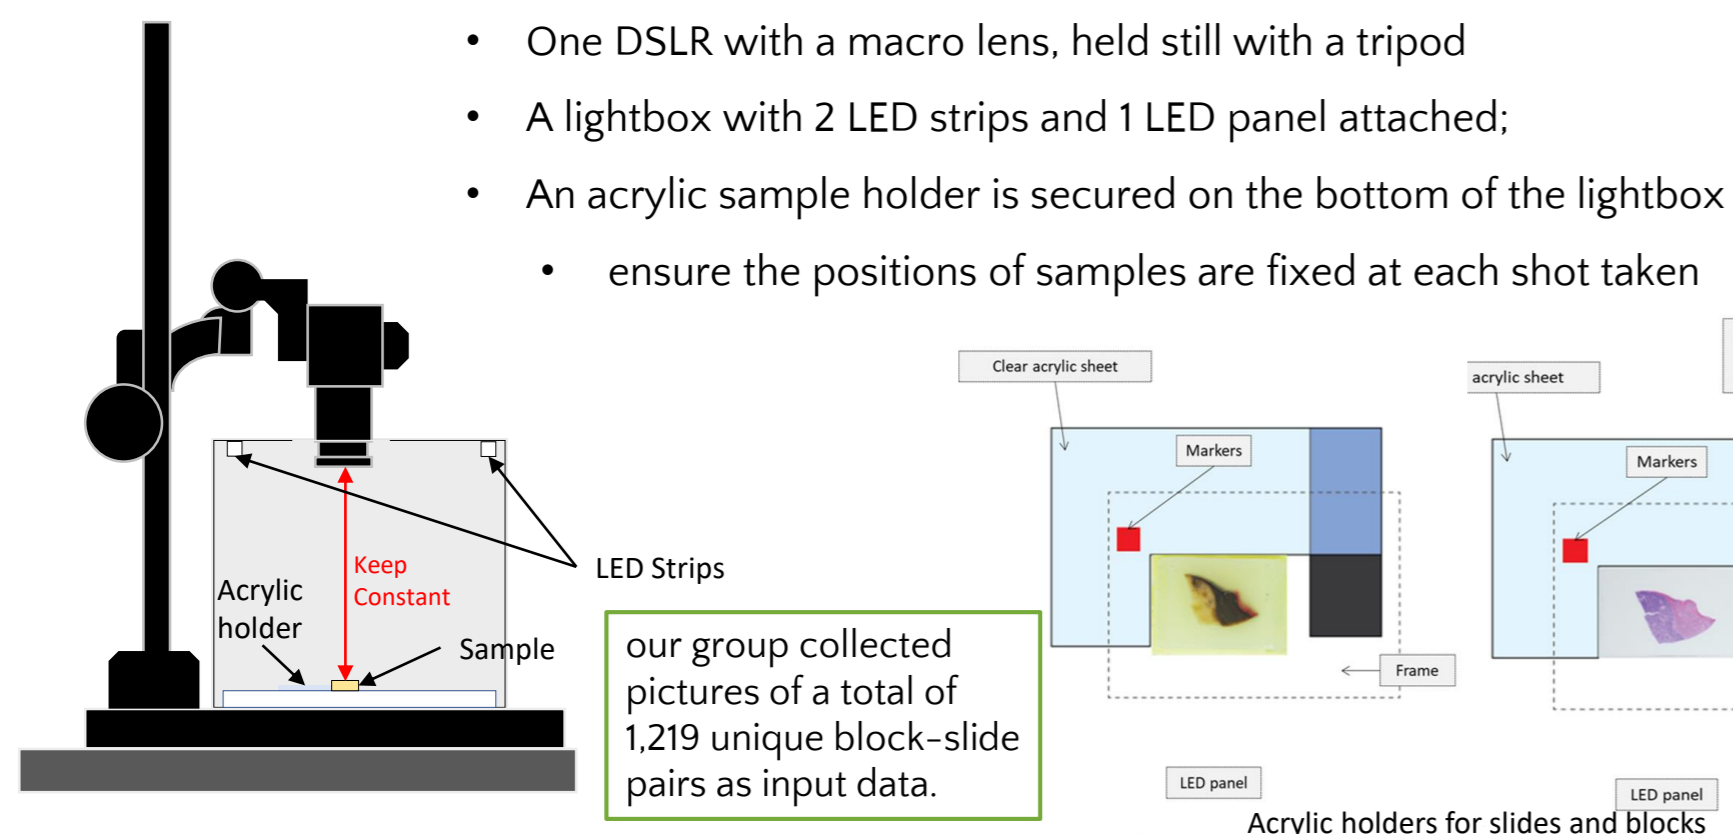 • One DSLR with a macro lens, held still with a tripod
• A lightbox with 2 LED strips and 1 LED panel attached;
• An acrylic sample holder is secured on the bottom of the lightbox
• ensure the positions of samples are fixed at each shot taken
Keep
Constant
Acrylic
holder
Sample
LED Strips
our group collected
pictures of a total of
1,219 unique block-slide
pairs as input data.
Clear acrylic sheet
Markers
Frame
LED panel
acrylic sheet
Markers
LED panel
Acrylic holders for slides and blocks